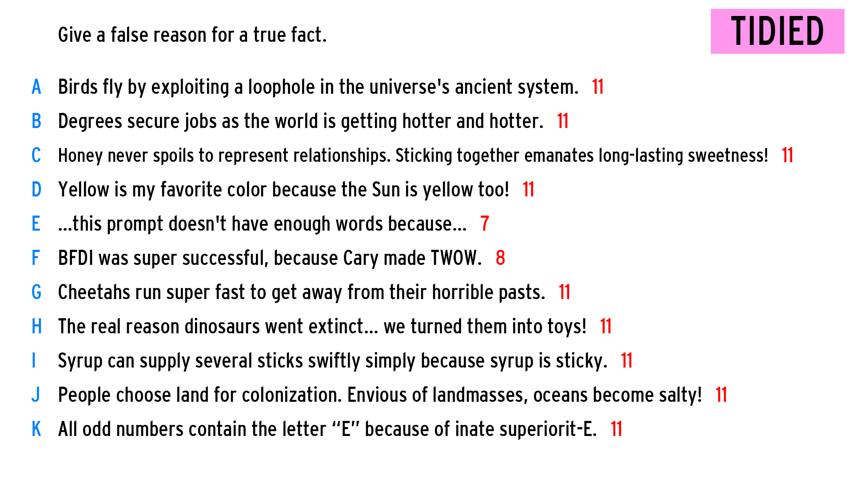 Give a false reason for a true fact.
TIDIED
A Birds fly by exploiting a loophole in the universe's ancient system. 11
B Degrees secure jobs as the world is getting hotter and hotter. 11
C Honey never spoils to represent relationships. Sticking together emanates long-lasting sweetness! 11
D Yellow is my favorite color because the Sun is yellow too! 11
E ...this prompt doesn't have enough words because... 7
F BFDI was super successful, because Cary made TWOW. 8
G Cheetahs run super fast to get away from their horrible pasts. 11
H The real reason dinosaurs went extinct... we turned them into toys! 11
I Syrup can supply several sticks swiftly simply because syrup is sticky. 11
J People choose land for colonization. Envious of landmasses, oceans become salty! 11
K All odd numbers contain the letter “E” because of inate superiorit-E. 11